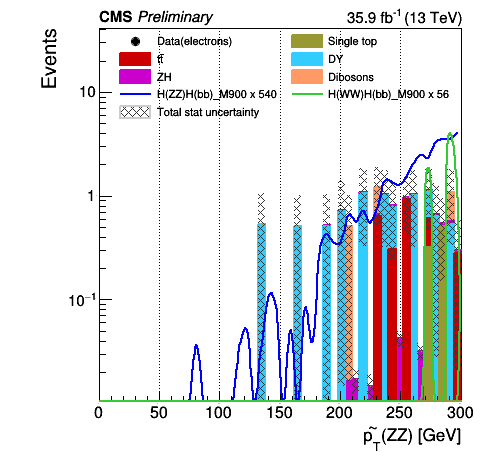 CMS Preliminary 35.9 fb⁻¹ (13 TeV)
Events
Data(electrons) Single top
tt̄ DY
ZH Dibosons
H(ZZ)H(bb)_M900 x 540 H(WW)H(bb)_M900 x 56
Total stat uncertainty
10
1
10⁻¹
0 50 100 150 200 250 300
p̃_T(ZZ) [GeV]